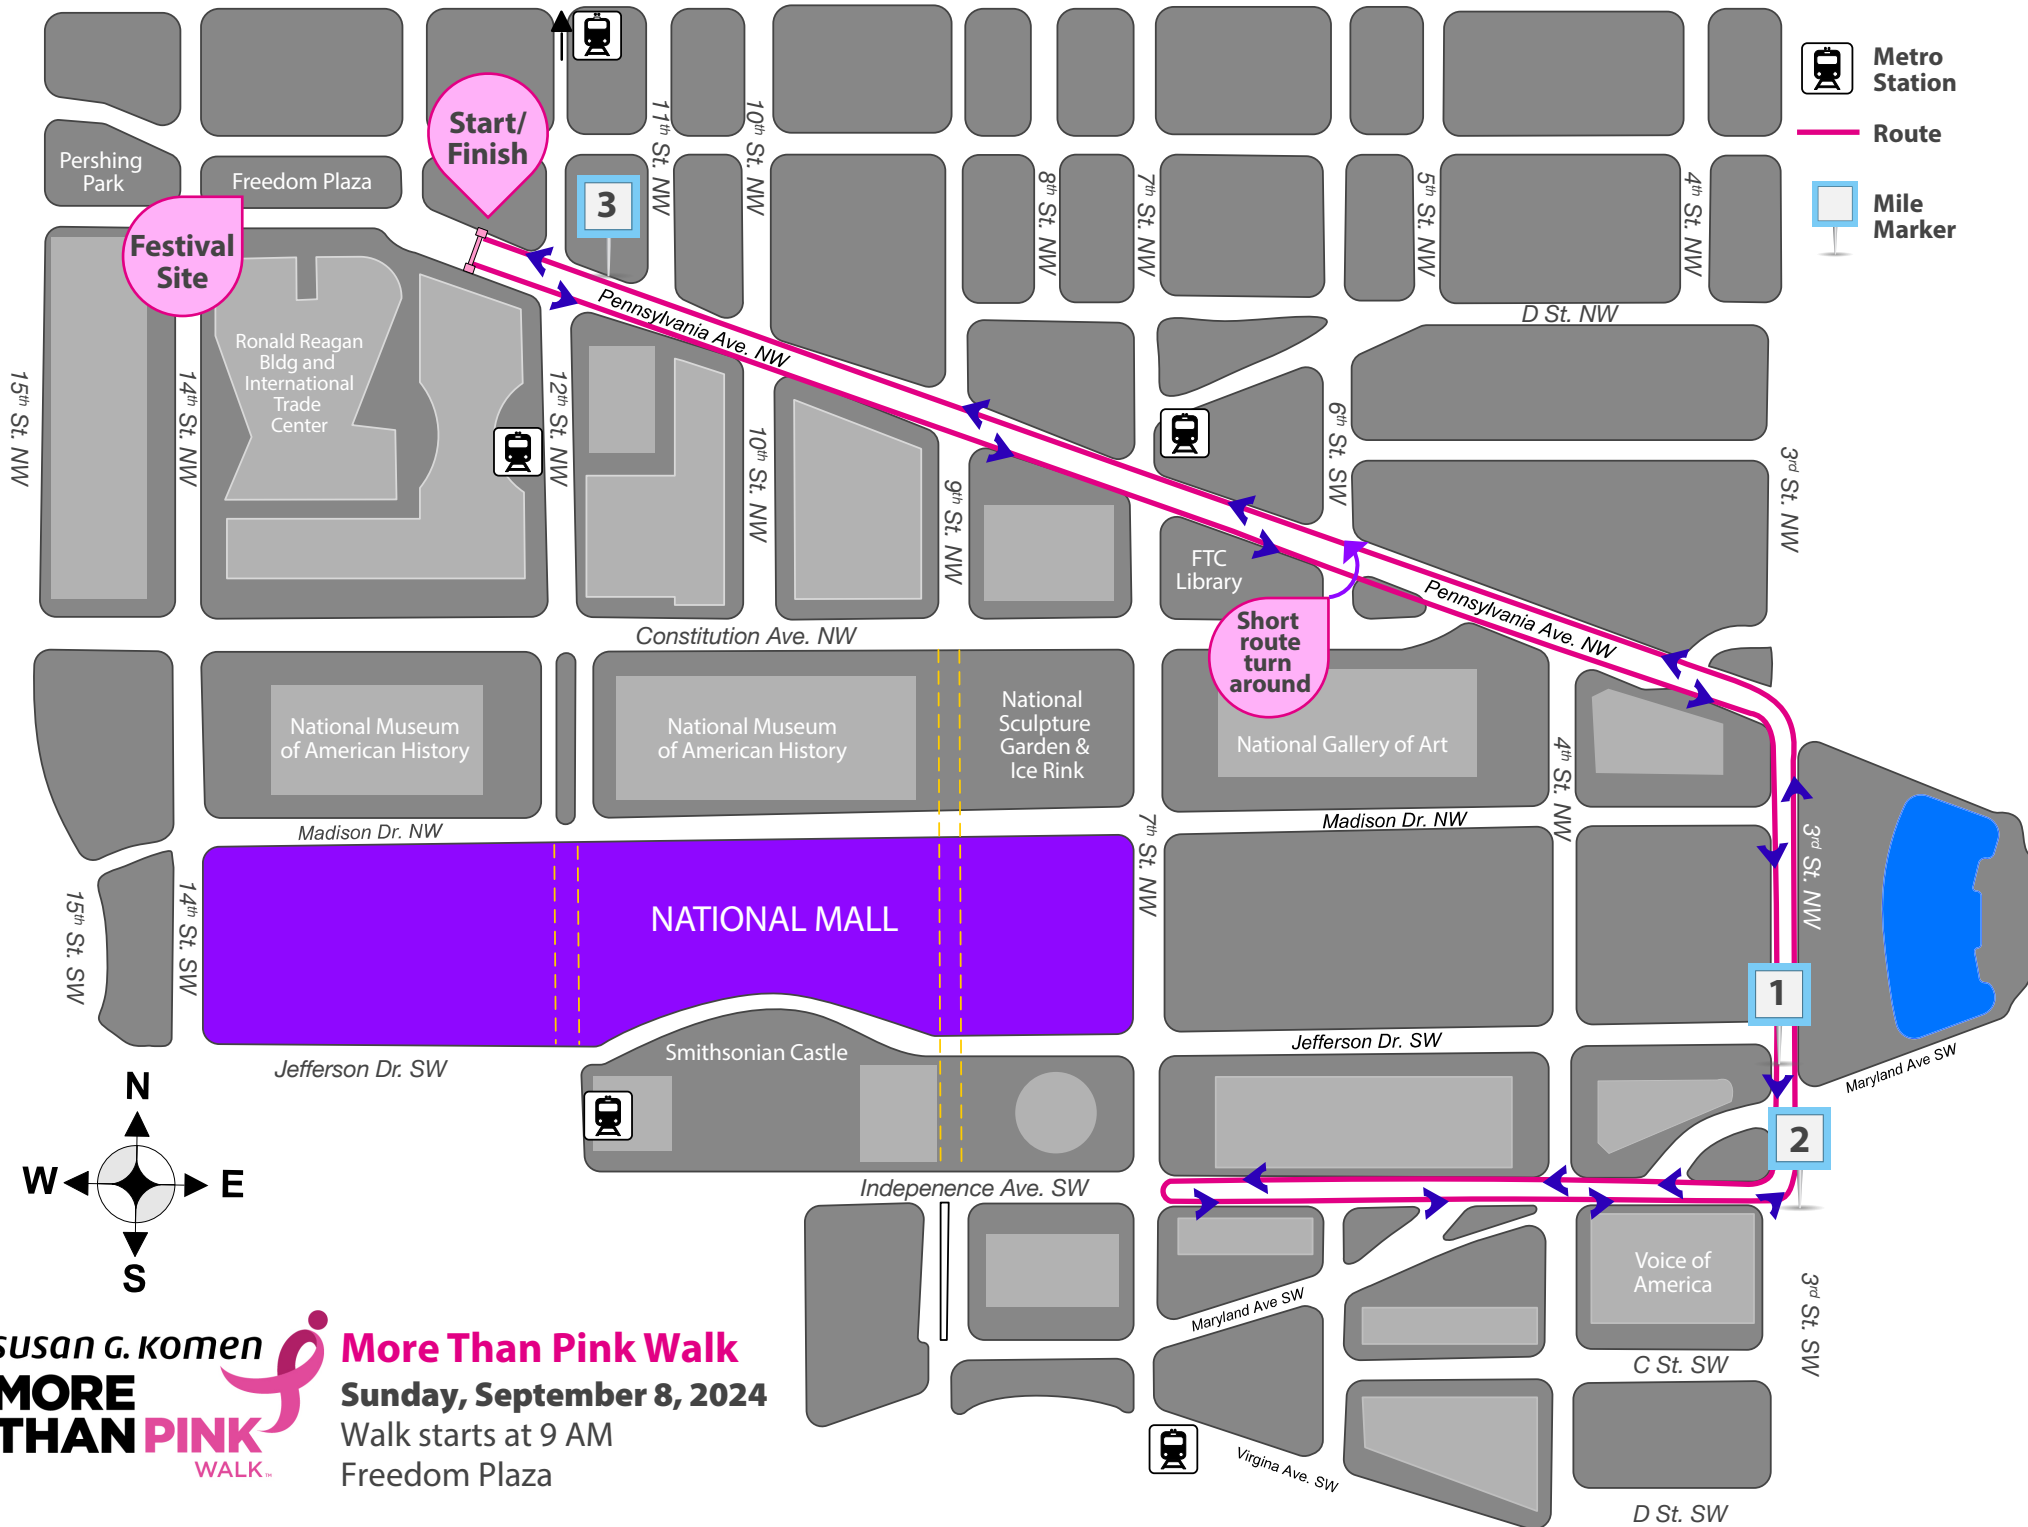 Metro
Station
Route
Mile
Marker
Start/
Finish
Pershing
Park
Freedom Plaza
3
11th St. NW
10th St. NW
8th St. NW
7th St. NW
5th St. NW
4th St. NW
Festival
Site
Pennsylvania Ave. NW
D St. NW
Ronald Reagan
Bldg and
International
Trade
Center
15th St. NW
14th St. NW
12th St. NW
10th St. NW
9th St. NW
6th St. SW
3rd St. NW
FTC
Library
Short
route
turn
around
Pennsylvania Ave. NW
Constitution Ave. NW
National Museum
of American History
National Museum
of American History
National
Sculpture
Garden &
Ice Rink
National Gallery of Art
4th St. NW
Madison Dr. NW
Madison Dr. NW
7th St. NW
3rd St. NW
15th St. SW
14th St. SW
NATIONAL MALL
1
Jefferson Dr. SW
Jefferson Dr. SW
Smithsonian Castle
Maryland Ave SW
2
N
W
E
S
Indepenence Ave. SW
Voice of
America
Maryland Ave SW
3rd St. SW
C St. SW
Virgina Ave. SW
D St. SW
susan G. Komen
MORE
THAN PINK
WALK™
More Than Pink Walk
Sunday, September 8, 2024
Walk starts at 9 AM
Freedom Plaza